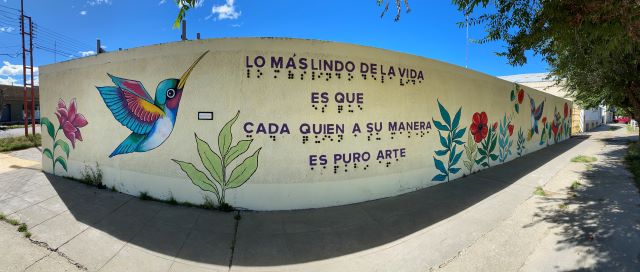 LO MÁS LINDO DE LA VIDA
ES QUE
CADA QUIEN A SU MANERA
ES PURO ARTE